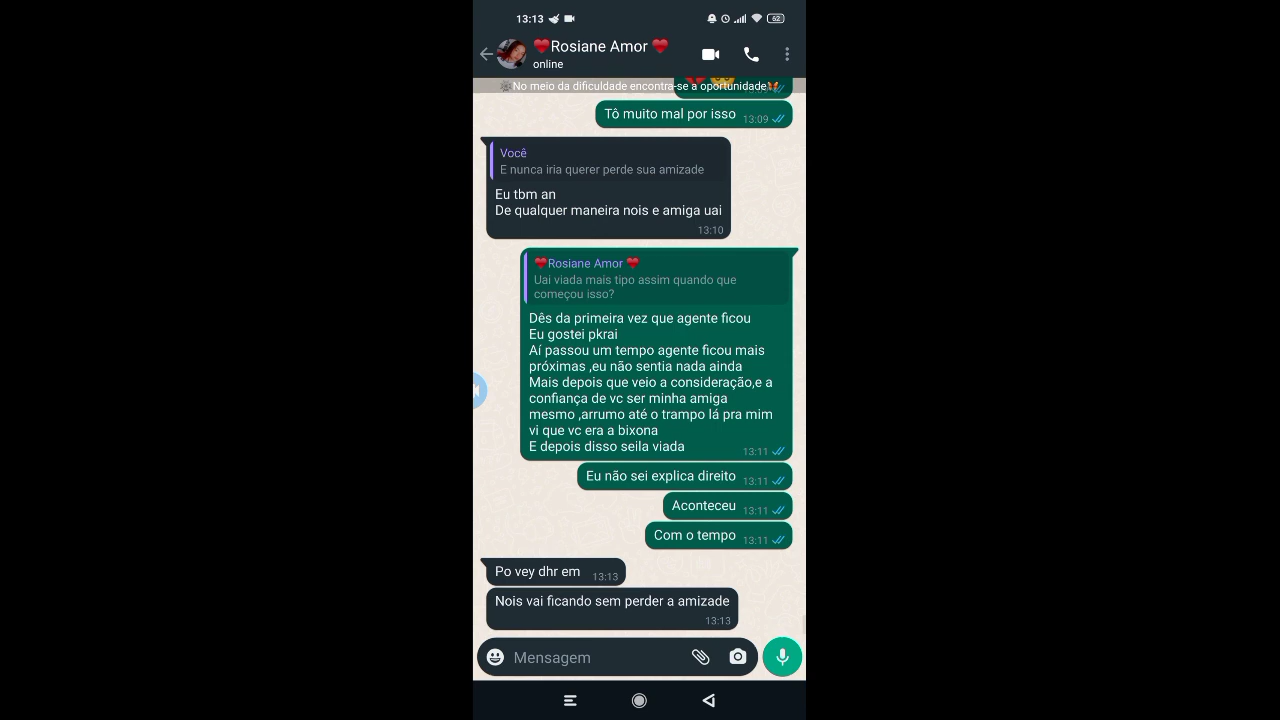 13:13
62
Rosiane Amor
online
No meio da dificuldade encontra-se a oportunidade
Tô muito mal por isso 13:09
Você
E nunca iria querer perde sua amizade
Eu tbm an
De qualquer maneira nois e amiga uai
13:10
Rosiane Amor
Uai viada mais tipo assim quando que
começou isso?
Dês da primeira vez que agente ficou
Eu gostei pkrai
Aí passou um tempo agente ficou mais
próximas ,eu não sentia nada ainda
Mais depois que veio a consideração,e a
confiança de vc ser minha amiga
mesmo ,arrumo até o trampo lá pra mim
vi que vc era a bixona
E depois disso seila viada 13:11
Eu não sei explica direito 13:11
Aconteceu 13:11
Com o tempo 13:11
Po vey dhr em 13:13
Nois vai ficando sem perder a amizade
13:13
Mensagem